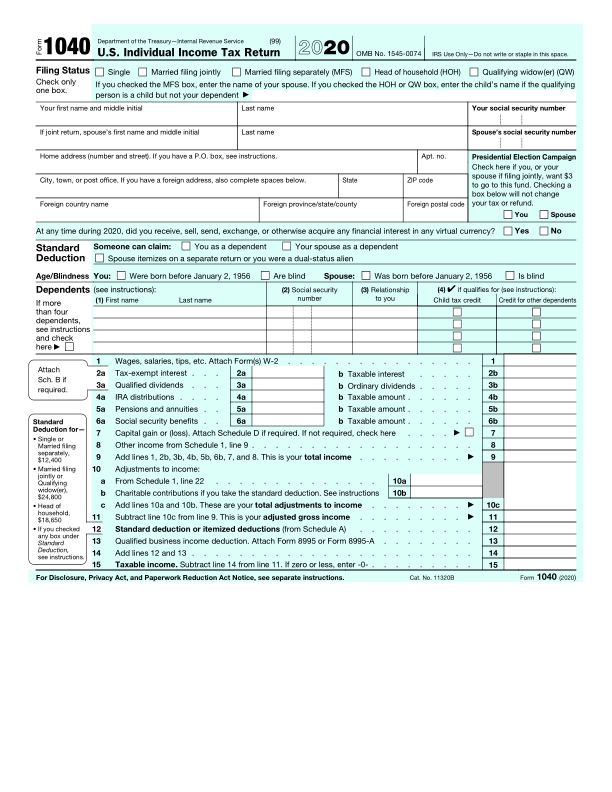 Form 1040 Department of the Treasury—Internal Revenue Service (99)
U.S. Individual Income Tax Return 2020 OMB No. 1545-0074 IRS Use Only—Do not write or staple in this space.
Filing Status Single Married filing jointly Married filing separately (MFS) Head of household (HOH) Qualifying widow(er) (QW)
Check only one box.
If you checked the MFS box, enter the name of your spouse. If you checked the HOH or QW box, enter the child's name if the qualifying
person is a child but not your dependent ▶
Your first name and middle initial Last name Your social security number
If joint return, spouse's first name and middle initial Last name Spouse's social security number
Home address (number and street). If you have a P.O. box, see instructions. Apt. no.
City, town, or post office. If you have a foreign address, also complete spaces below. State ZIP code
Foreign country name Foreign province/state/county Foreign postal code
Presidential Election Campaign
Check here if you, or your
spouse if filing jointly, want $3
to go to this fund. Checking a
box below will not change
your tax or refund.
You Spouse
At any time during 2020, did you receive, sell, send, exchange, or otherwise acquire any financial interest in any virtual currency? Yes No
Standard
Deduction
Someone can claim: You as a dependent Your spouse as a dependent
Spouse itemizes on a separate return or you were a dual-status alien
Age/Blindness You: Were born before January 2, 1956 Are blind Spouse: Was born before January 2, 1956 Is blind
Dependents (see instructions):
(1) First name Last name
(2) Social security
number
(3) Relationship
to you
(4) ✔ if qualifies for (see instructions):
Child tax credit Credit for other dependents
If more
than four
dependents,
see instructions
and check
here ▶
Attach
Sch. B if
required.
1 Wages, salaries, tips, etc. Attach Form(s) W-2 . . . . . . . . . . . . . . . . 1
2a Tax-exempt interest . . . 2a b Taxable interest . . . . . 2b
3a Qualified dividends . . . 3a b Ordinary dividends . . . . . 3b
4a IRA distributions . . . . 4a b Taxable amount . . . . . . 4b
5a Pensions and annuities . . 5a b Taxable amount . . . . . . 5b
6a Social security benefits . . 6a b Taxable amount . . . . . . 6b
7 Capital gain or (loss). Attach Schedule D if required. If not required, check here . . . . ▶ 7
8 Other income from Schedule 1, line 9 . . . . . . . . . . . . . . . . . 8
9 Add lines 1, 2b, 3b, 4b, 5b, 6b, 7, and 8. This is your total income . . . . . . . . . ▶ 9
10 Adjustments to income:
a From Schedule 1, line 22 . . . . . . . . . . . . 10a
b Charitable contributions if you take the standard deduction. See instructions 10b
c Add lines 10a and 10b. These are your total adjustments to income . . . . . . . . ▶ 10c
11 Subtract line 10c from line 9. This is your adjusted gross income . . . . . . . . . ▶ 11
12 Standard deduction or itemized deductions (from Schedule A) . . . . . . . . . . 12
13 Qualified business income deduction. Attach Form 8995 or Form 8995-A . . . . . . . . 13
14 Add lines 12 and 13 . . . . . . . . . . . . . . . . . . . . . . 14
15 Taxable income. Subtract line 14 from line 11. If zero or less, enter -0- . . . . . . . . . 15
Standard
Deduction for—
• Single or
Married filing
separately,
$12,400
• Married filing
jointly or
Qualifying
widow(er),
$24,800
• Head of
household,
$18,650
• If you checked
any box under
Standard
Deduction,
see instructions.
For Disclosure, Privacy Act, and Paperwork Reduction Act Notice, see separate instructions. Cat. No. 11320B Form 1040 (2020)